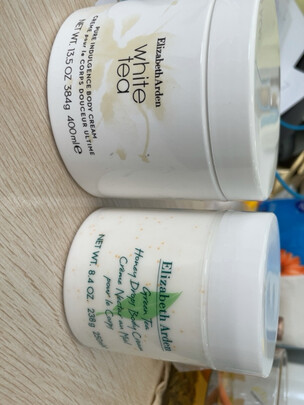 Elizabeth Arden
white
tea
THE PURE INDULGENCE BODY CREAM
CRÈME pour le CORPS DOUCEUR ULTIME
NET WT. 13.5 OZ 384g 400ml℮
Elizabeth Arden
Green Tea
Honey Drops Body Cream
Crème Nectar au Miel
pour le Corps
NET WT. 8.4 OZ. 238g 250ml